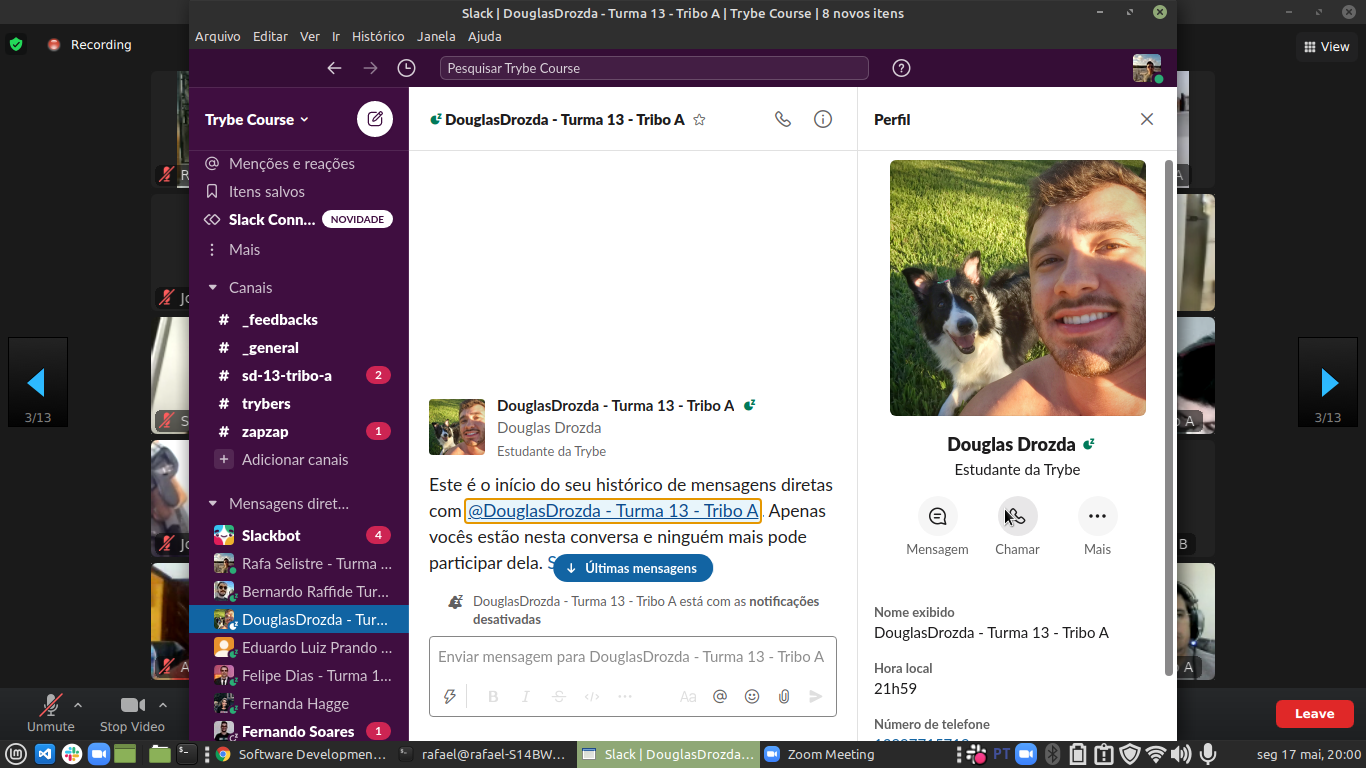 Slack | DouglasDrozda - Turma 13 - Tribo A | Trybe Course | 8 novos itens
Recording
View
Arquivo Editar Ver Ir Histórico Janela Ajuda
Pesquisar Trybe Course
Trybe Course
Menções e reações
Itens salvos
Slack Conn... NOVIDADE
Mais
Canais
# _feedbacks
# _general
# sd-13-tribo-a 2
# trybers
# zapzap 1
+ Adicionar canais
Mensagens diret...
Slackbot 4
Rafa Selistre - Turma ...
Bernardo Raffide Tur...
DouglasDrozda - Tur...
Eduardo Luiz Prando ...
Felipe Dias - Turma 1...
Fernanda Hagge
Fernando Soares 1
DouglasDrozda - Turma 13 - Tribo A
DouglasDrozda - Turma 13 - Tribo A
Douglas Drozda
Estudante da Trybe
Este é o início do seu histórico de mensagens diretas
com @DouglasDrozda - Turma 13 - Tribo A. Apenas
vocês estão nesta conversa e ninguém mais pode
participar dela.
Últimas mensagens
DouglasDrozda - Turma 13 - Tribo A está com as notificações
desativadas
Enviar mensagem para DouglasDrozda - Turma 13 - Tribo A
B I S </> ... Aa @
Perfil
Douglas Drozda
Estudante da Trybe
Mensagem Chamar Mais
Nome exibido
DouglasDrozda - Turma 13 - Tribo A
Hora local
21h59
Número de telefone
3/13
3/13
Unmute
Stop Video
Leave
Software Developmen...
rafael@rafael-S14BW...
Slack | DouglasDrozda...
Zoom Meeting
PT
seg 17 mai, 20:00